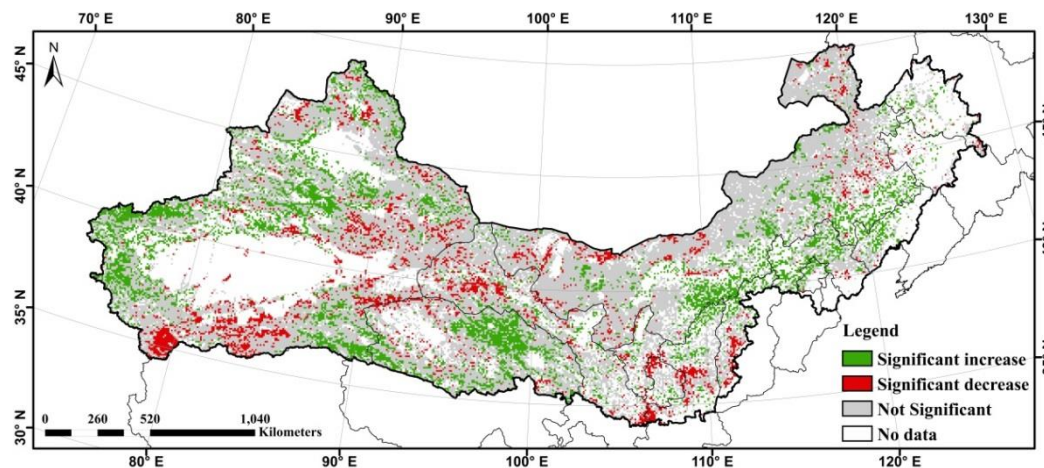 70° E 80° E 90° E 100° E 110° E 120° E 130° E
N
45° N
40° N
35° N
30° N
Legend
Significant increase
Significant decrease
Not Significant
No data
0 260 520 1,040
Kilometers
80° E 90° E 100° E 110° E 120° E